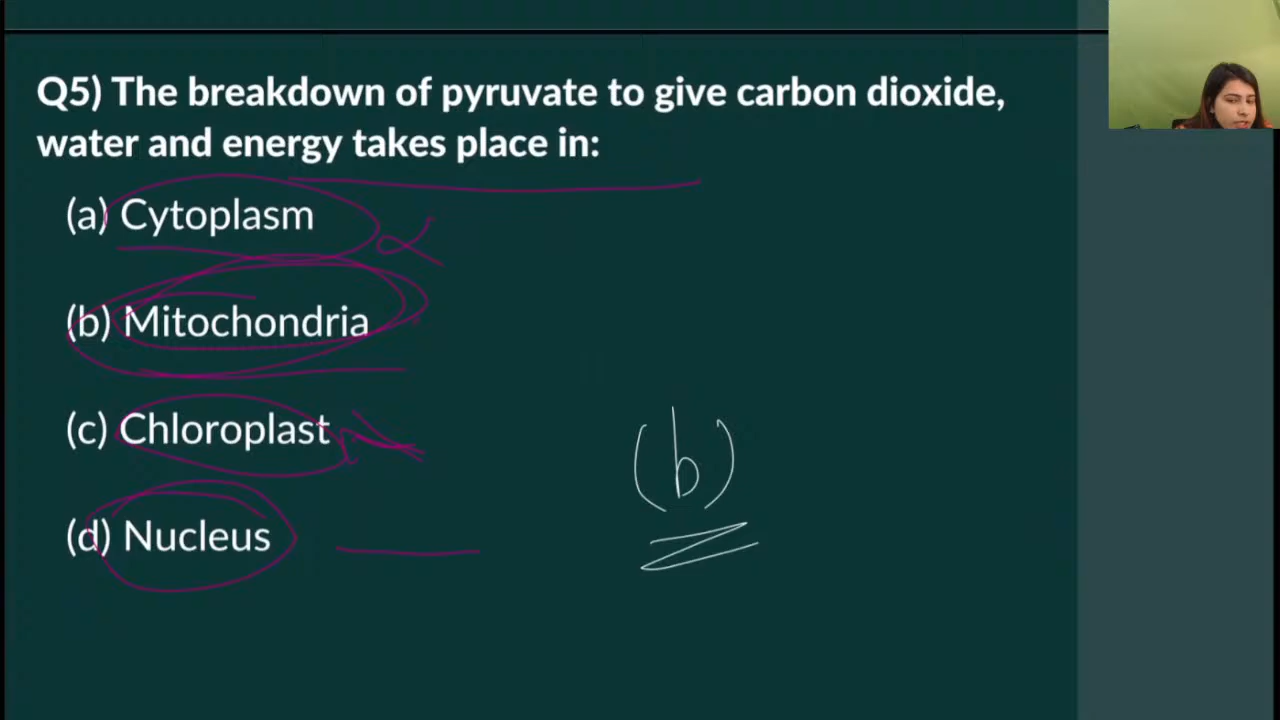 Q5) The breakdown of pyruvate to give carbon dioxide,
water and energy takes place in:
(a) Cytoplasm
(b) Mitochondria
(c) Chloroplast
(d) Nucleus
(b)